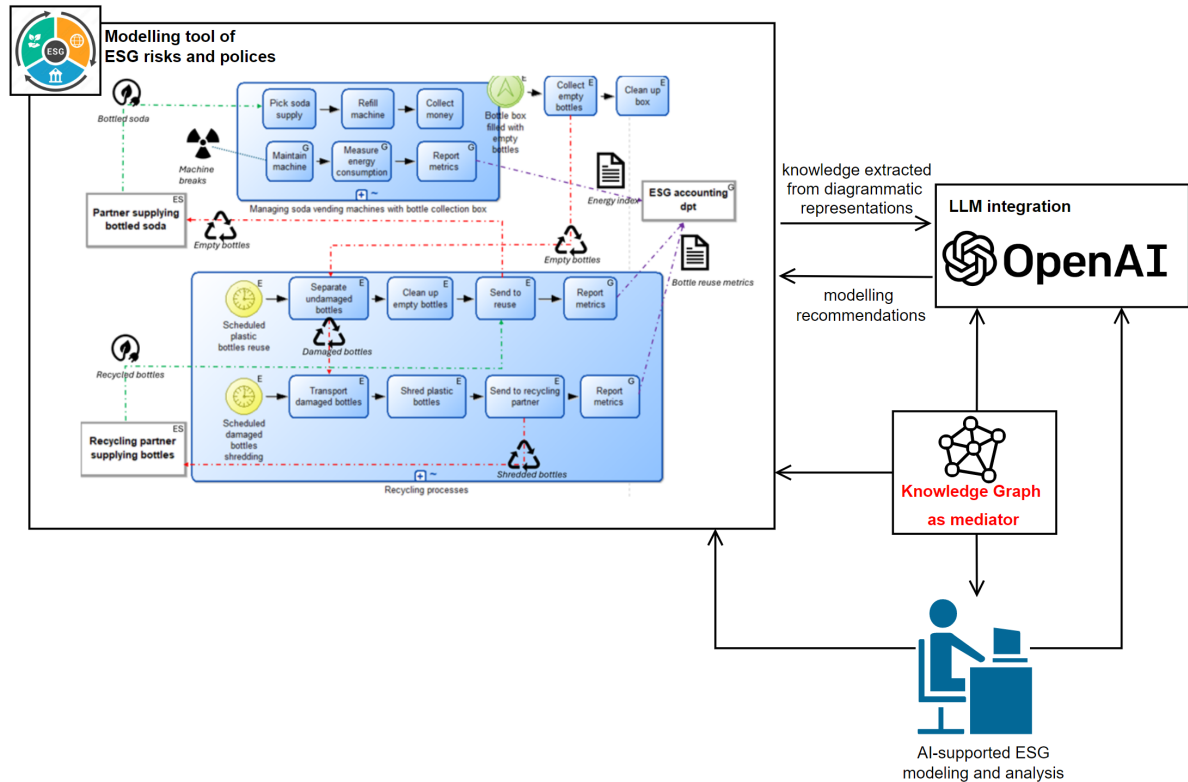 ESG
Modelling tool of
ESG risks and polices
Bottled soda
Pick soda
supply
Refill
machine
Collect
money
E
Bottle box
filled with
empty
bottles
E
Collect
empty
bottles
E
Clean up
box
Machine
breaks
G
Maintain
machine
G
Measure
energy
consumption
G
Report
metrics
+ ~
Managing soda vending machines with bottle collection box
Energy index
G
ESG accounting
dpt
ES
Partner supplying
bottled soda
Empty bottles
Empty bottles
Bottle reuse metrics
E
Scheduled
plastic
bottles reuse
E
Separate
undamaged
bottles
E
Clean up
empty bottles
E
Send to
reuse
G
Report
metrics
Damaged bottles
Recycled bottles
E
Scheduled
damaged
bottles
shredding
E
Transport
damaged bottles
E
Shred plastic
bottles
E
Send to recycling
partner
G
Report
metrics
ES
Recycling partner
supplying bottles
Shredded bottles
+ ~
Recycling processes
knowledge extracted
from diagrammatic
representations
modelling
recommendations
LLM integration
OpenAI
Knowledge Graph
as mediator
AI-supported ESG
modeling and analysis